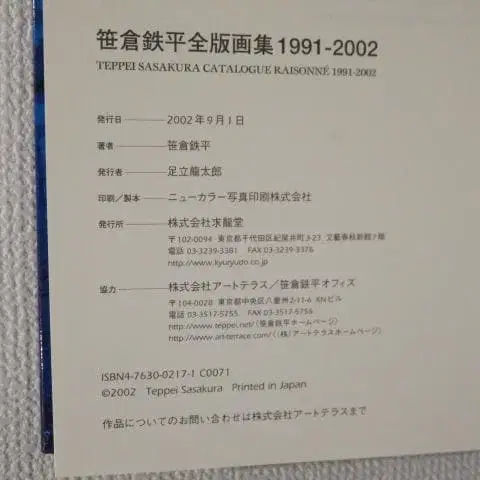 笹倉鉄平全版画集1991-2002
TEPPEI SASAKURA CATALOGUE RAISONNÉ 1991-2002
発行日 2002年9月1日
著者 笹倉鉄平
発行者 足立龍太郎
印刷/製本 ニューカラー写真印刷株式会社
発行所 株式会社求龍堂
〒102-0094 東京都千代田区紀尾井町3-23 文藝春秋新館7階
電話 03-3239-3381 FAX 03-3239-3376
http://www.kyuryudo.co.jp
協力 株式会社アートテラス/笹倉鉄平オフィス
〒104-0028 東京都中央区八重洲2-11-6 KNビル
電話 03-3517-5755 FAX 03-3517-5756
http://www.teppei.net/(笹倉鉄平ホームページ)
http://www.art-terrace.com/((株)アートテラスホームページ)
ISBN4-7630-0217-1 C0071
©2002 Teppei Sasakura Printed in Japan
作品についてのお問い合わせは株式会社アートテラスまで